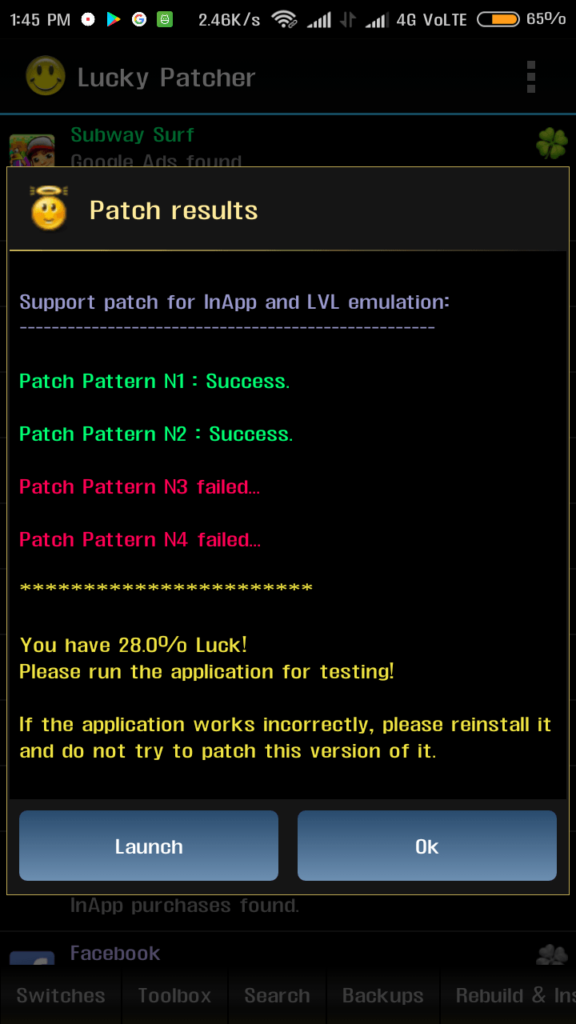 1:45 PM 2.46K/s 4G VoLTE 65%
Lucky Patcher
Subway Surf
Google Ads found
Patch results
Support patch for InApp and LVL emulation:
----------------------------------------------------
Patch Pattern N1 : Success.
Patch Pattern N2 : Success.
Patch Pattern N3 failed...
Patch Pattern N4 failed...
***********************
You have 28.0% Luck!
Please run the application for testing!
If the application works incorrectly, please reinstall it
and do not try to patch this version of it.
Launch Ok
InApp purchases found.
Facebook
Switches Toolbox Search Backups Rebuild & Ins